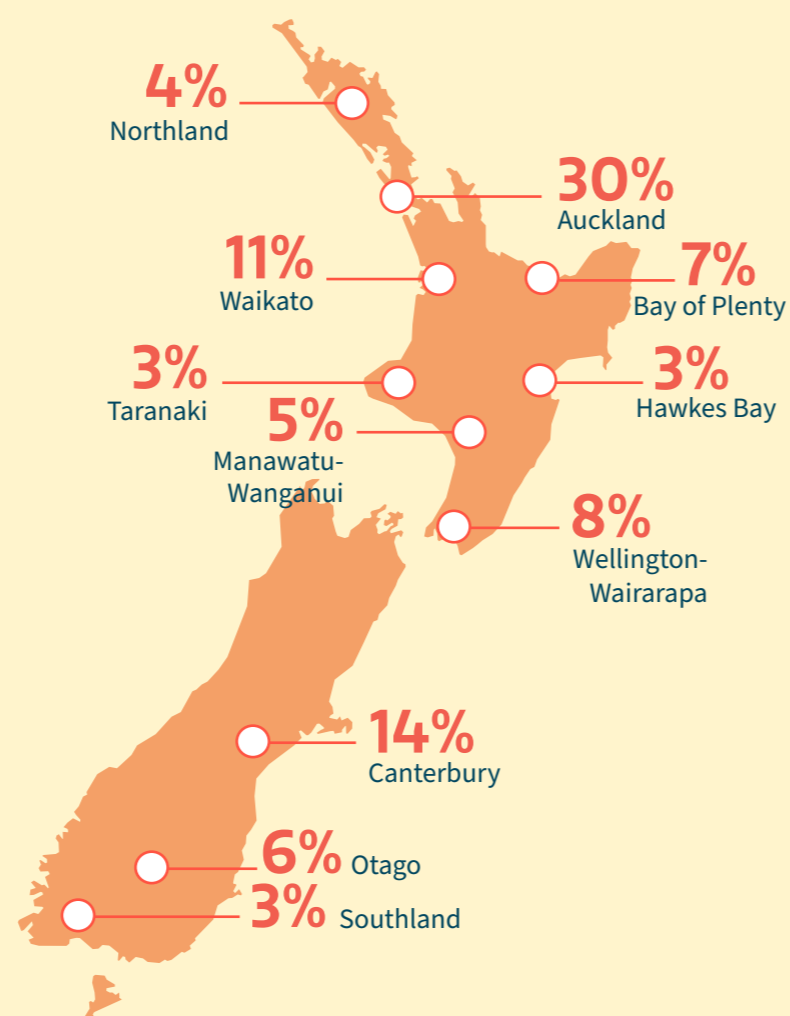 4%
Northland
30%
Auckland
11%
Waikato
7%
Bay of Plenty
3%
Taranaki
3%
Hawkes Bay
5%
Manawatu-
Wanganui
8%
Wellington-
Wairarapa
14%
Canterbury
6% Otago
3% Southland